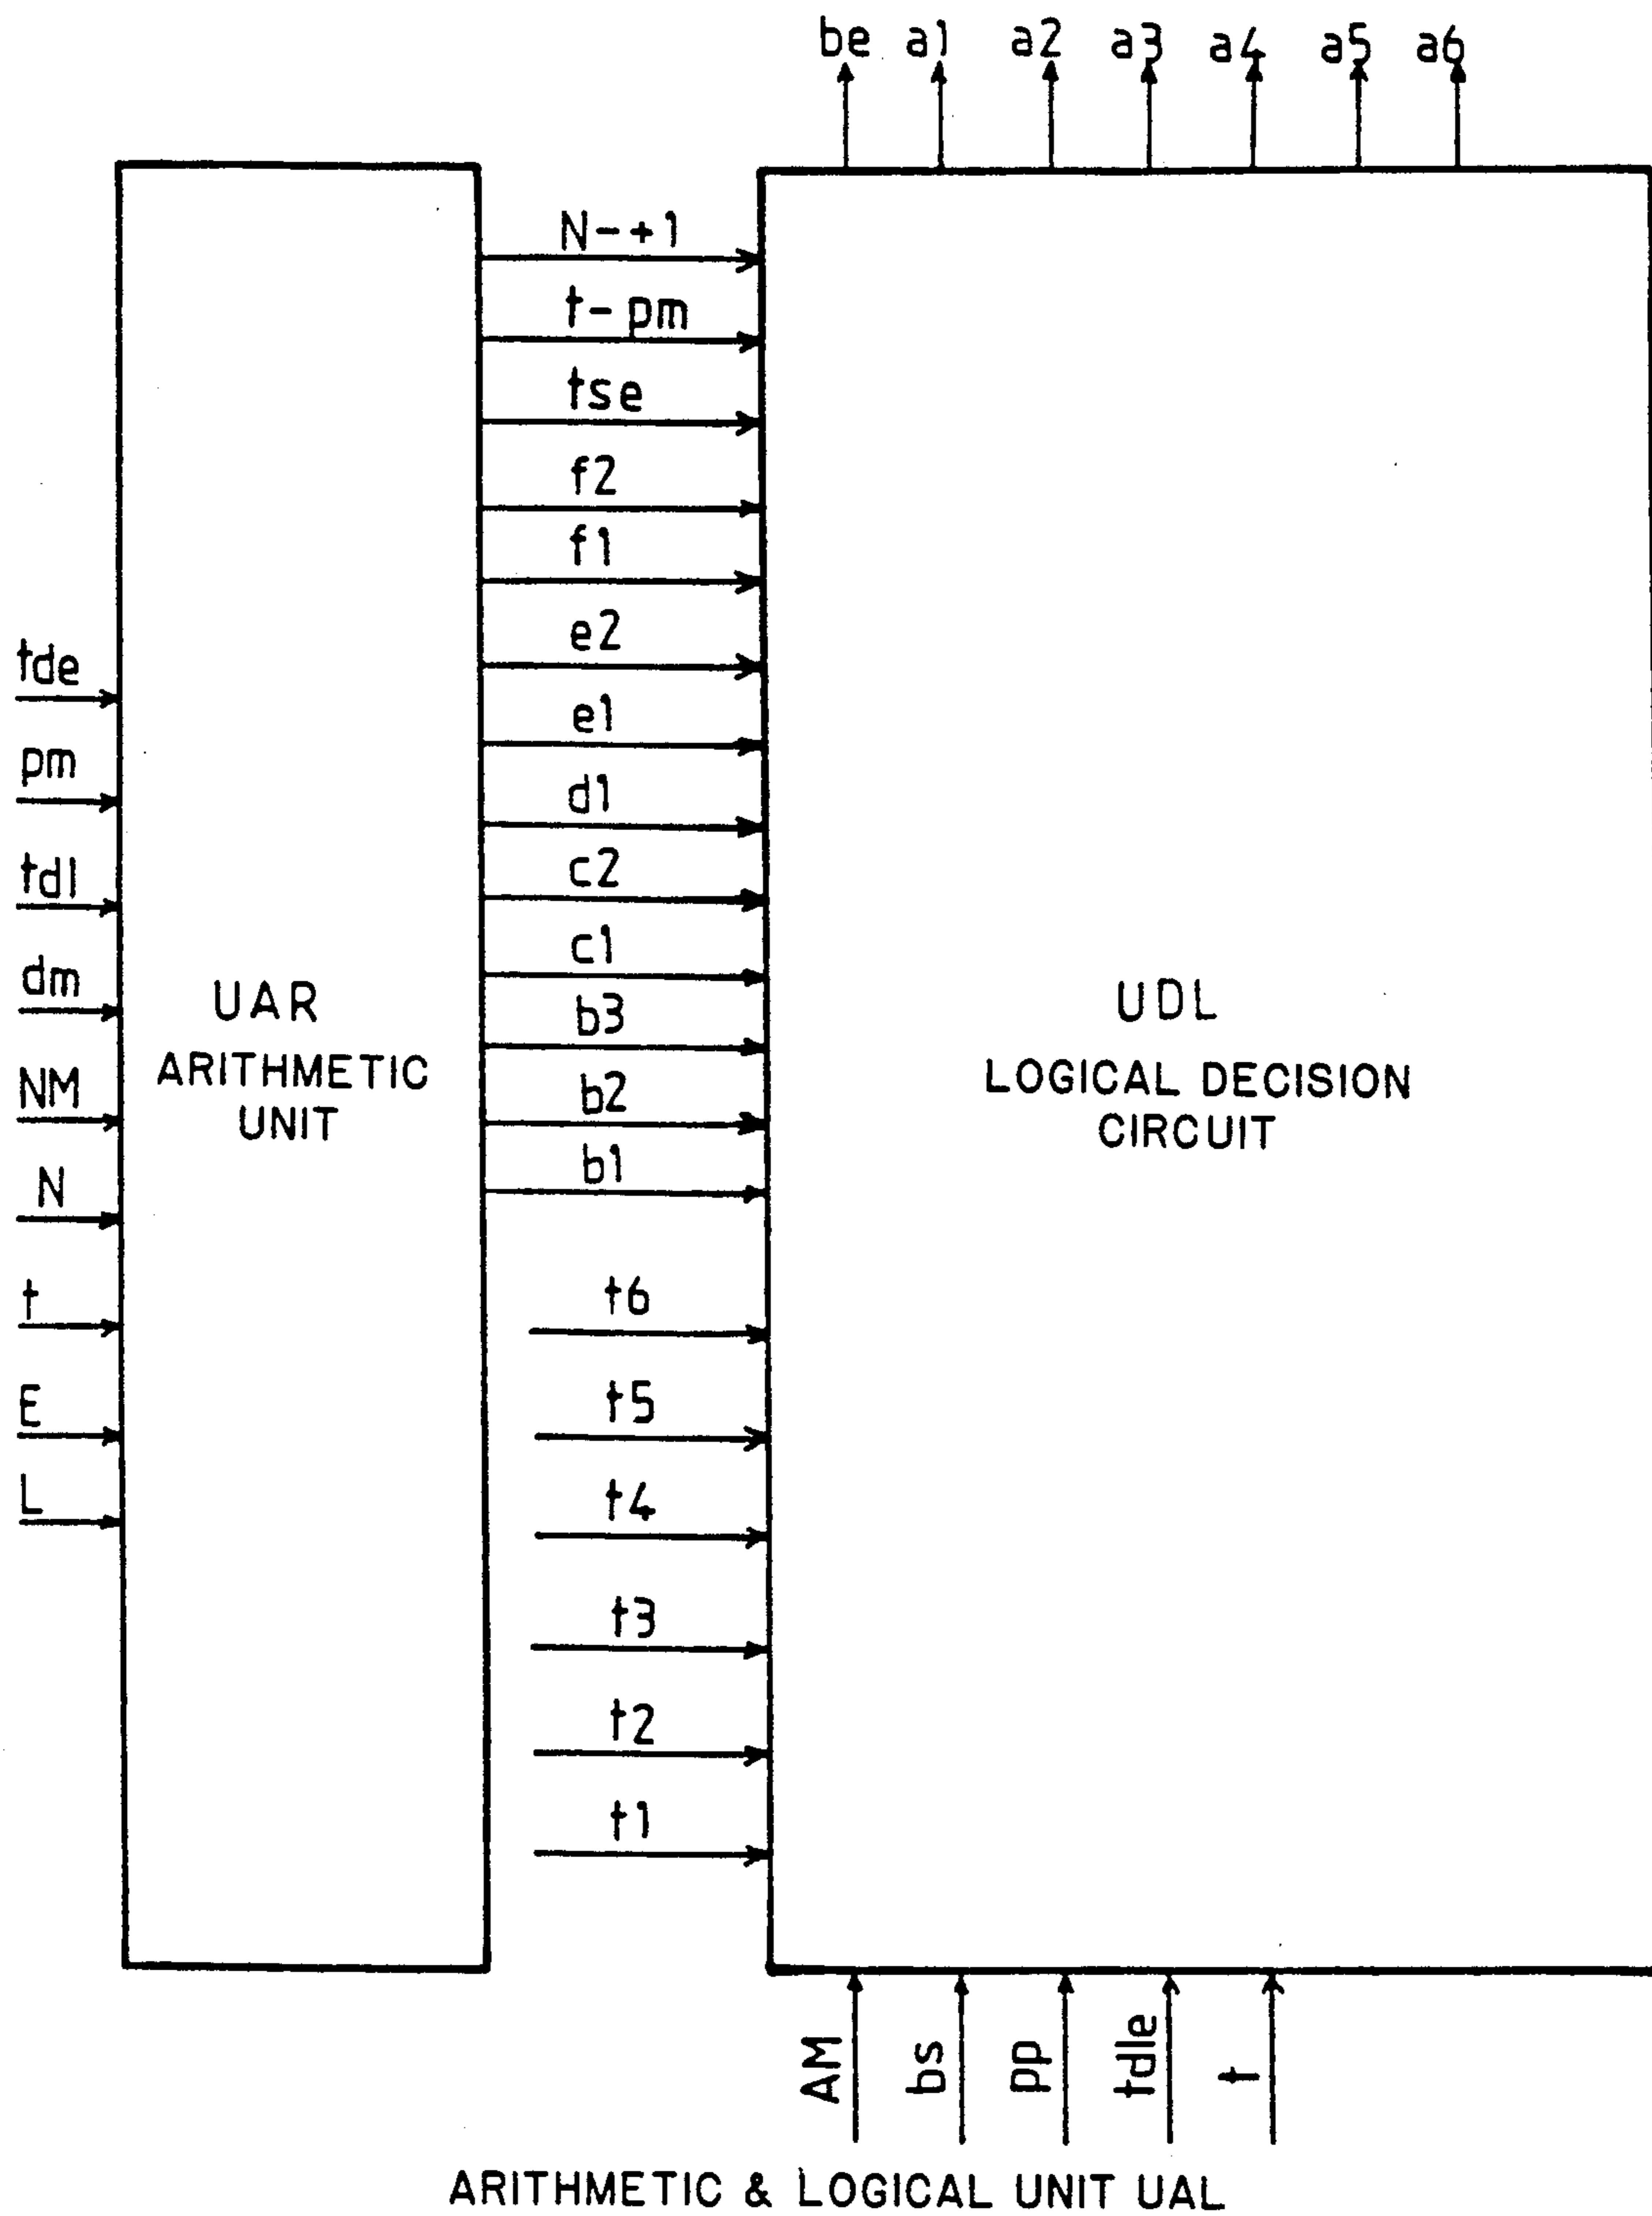 be a1 a2 a3 a4 a5 a6
N-+1
t-pm
tse
f2
f1
e2
e1
d1
c2
c1
b3
b2
b1
t6
t5
t4
t3
t2
t1
tde
pm
tdl
dm
NM
N
t
E
L
UAR
ARITHMETIC
UNIT
UDL
LOGICAL DECISION
CIRCUIT
AM
bs
pp
tdle
t
ARITHMETIC & LOGICAL UNIT UAL